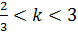 2/3 < k < 3